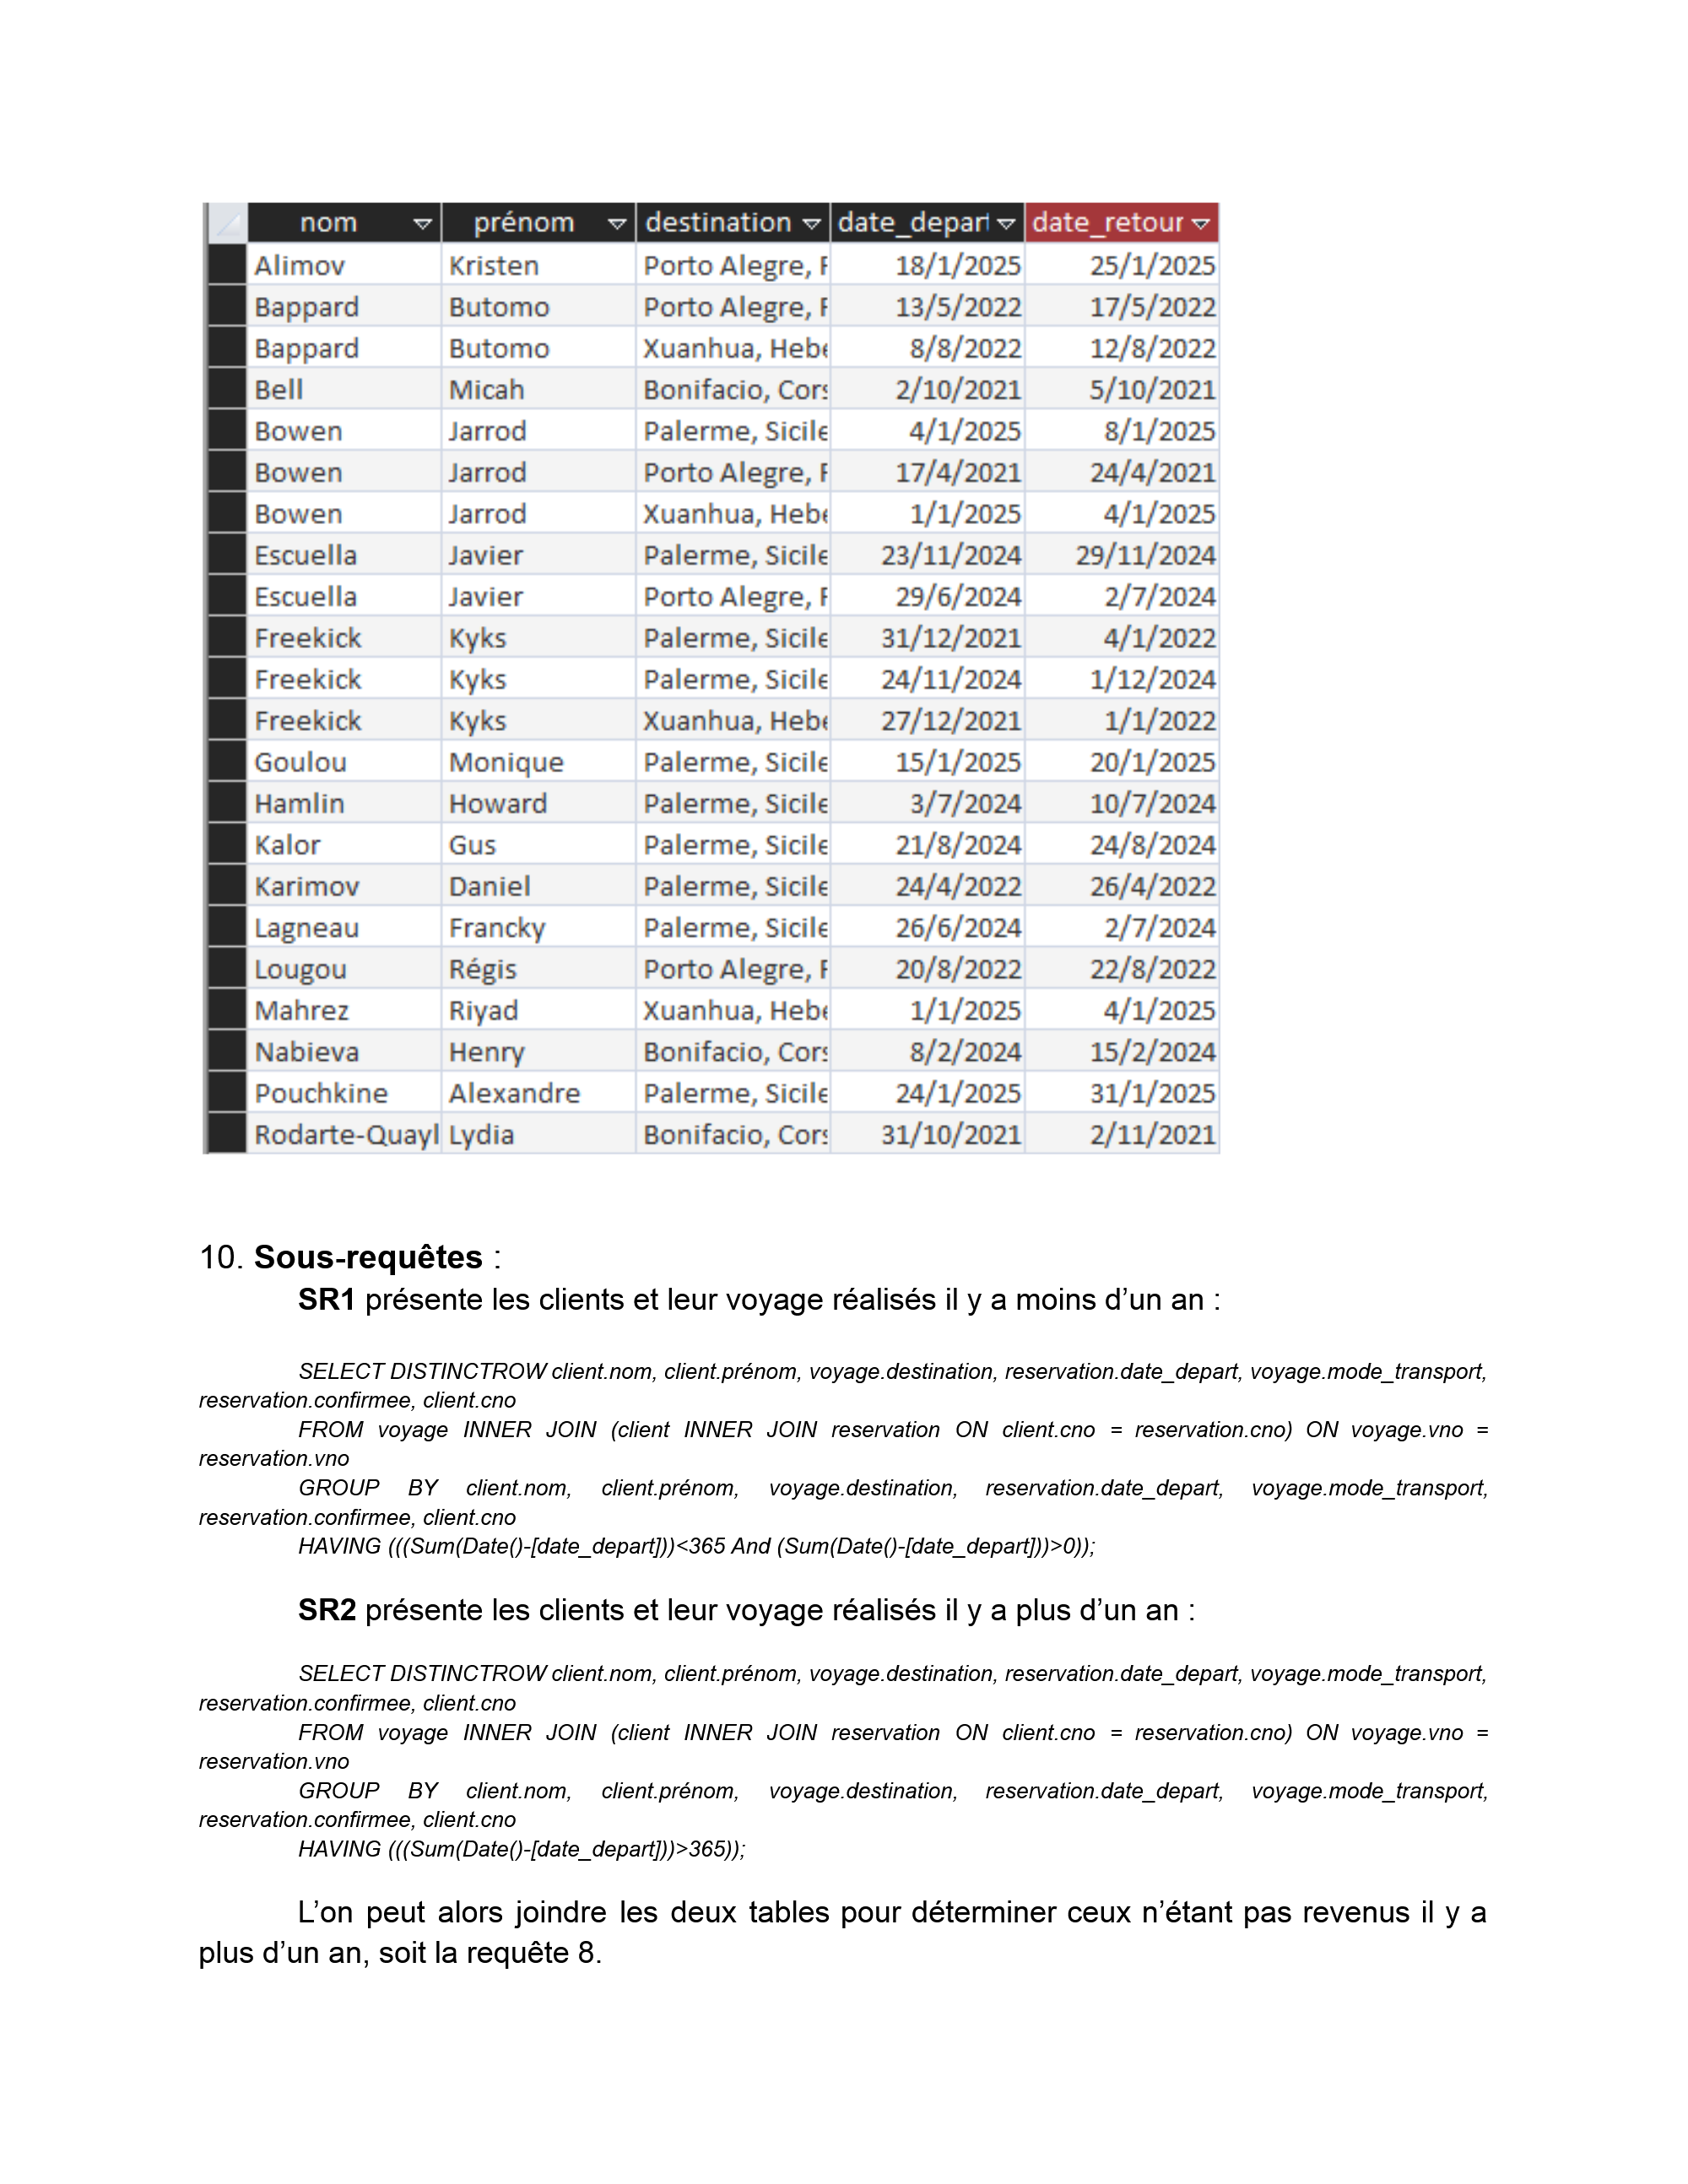 nom prénom destination date_depart date_retour
Alimov Kristen Porto Alegre, 18/1/2025 25/1/2025
Bappard Butomo Porto Alegre, 13/5/2022 17/5/2022
Bappard Butomo Xuanhua, Hebe 8/8/2022 12/8/2022
Bell Micah Bonifacio, Cors 2/10/2021 5/10/2021
Bowen Jarrod Palerme, Sicile 4/1/2025 8/1/2025
Bowen Jarrod Porto Alegre, 17/4/2021 24/4/2021
Bowen Jarrod Xuanhua, Hebe 1/1/2025 4/1/2025
Escuella Javier Palerme, Sicile 23/11/2024 29/11/2024
Escuella Javier Porto Alegre, 29/6/2024 2/7/2024
Freekick Kyks Palerme, Sicile 31/12/2021 4/1/2022
Freekick Kyks Palerme, Sicile 24/11/2024 1/12/2024
Freekick Kyks Xuanhua, Hebe 27/12/2021 1/1/2022
Goulou Monique Palerme, Sicile 15/1/2025 20/1/2025
Hamlin Howard Palerme, Sicile 3/7/2024 10/7/2024
Kalor Gus Palerme, Sicile 21/8/2024 24/8/2024
Karimov Daniel Palerme, Sicile 24/4/2022 26/4/2022
Lagneau Francky Palerme, Sicile 26/6/2024 2/7/2024
Lougou Régis Porto Alegre, 20/8/2022 22/8/2022
Mahrez Riyad Xuanhua, Hebe 1/1/2025 4/1/2025
Nabieva Henry Bonifacio, Cors 8/2/2024 15/2/2024
Pouchkine Alexandre Palerme, Sicile 24/1/2025 31/1/2025
Rodarte-Quayl Lydia Bonifacio, Cors 31/10/2021 2/11/2021
10. Sous-requêtes :
SR1 présente les clients et leur voyage réalisés il y a moins d’un an :
SELECT DISTINCTROW client.nom, client.prénom, voyage.destination, reservation.date_depart, voyage.mode_transport,
reservation.confirmee, client.cno
FROM voyage INNER JOIN (client INNER JOIN reservation ON client.cno = reservation.cno) ON voyage.vno =
reservation.vno
GROUP BY client.nom, client.prénom, voyage.destination, reservation.date_depart, voyage.mode_transport,
reservation.confirmee, client.cno
HAVING (((Sum(Date()-[date_depart]))<365 And (Sum(Date()-[date_depart]))>0));
SR2 présente les clients et leur voyage réalisés il y a plus d’un an :
SELECT DISTINCTROW client.nom, client.prénom, voyage.destination, reservation.date_depart, voyage.mode_transport,
reservation.confirmee, client.cno
FROM voyage INNER JOIN (client INNER JOIN reservation ON client.cno = reservation.cno) ON voyage.vno =
reservation.vno
GROUP BY client.nom, client.prénom, voyage.destination, reservation.date_depart, voyage.mode_transport,
reservation.confirmee, client.cno
HAVING (((Sum(Date()-[date_depart]))>365));
L’on peut alors joindre les deux tables pour déterminer ceux n’étant pas revenus il y a
plus d’un an, soit la requête 8.